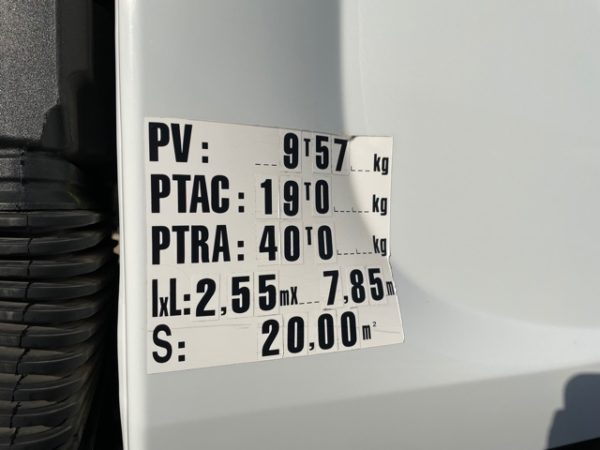 PV: 9T57 kg
PTAC: 19T0 kg
PTRA: 40T0 kg
lxL: 2,55mx 7,85m
S: 20,00m²